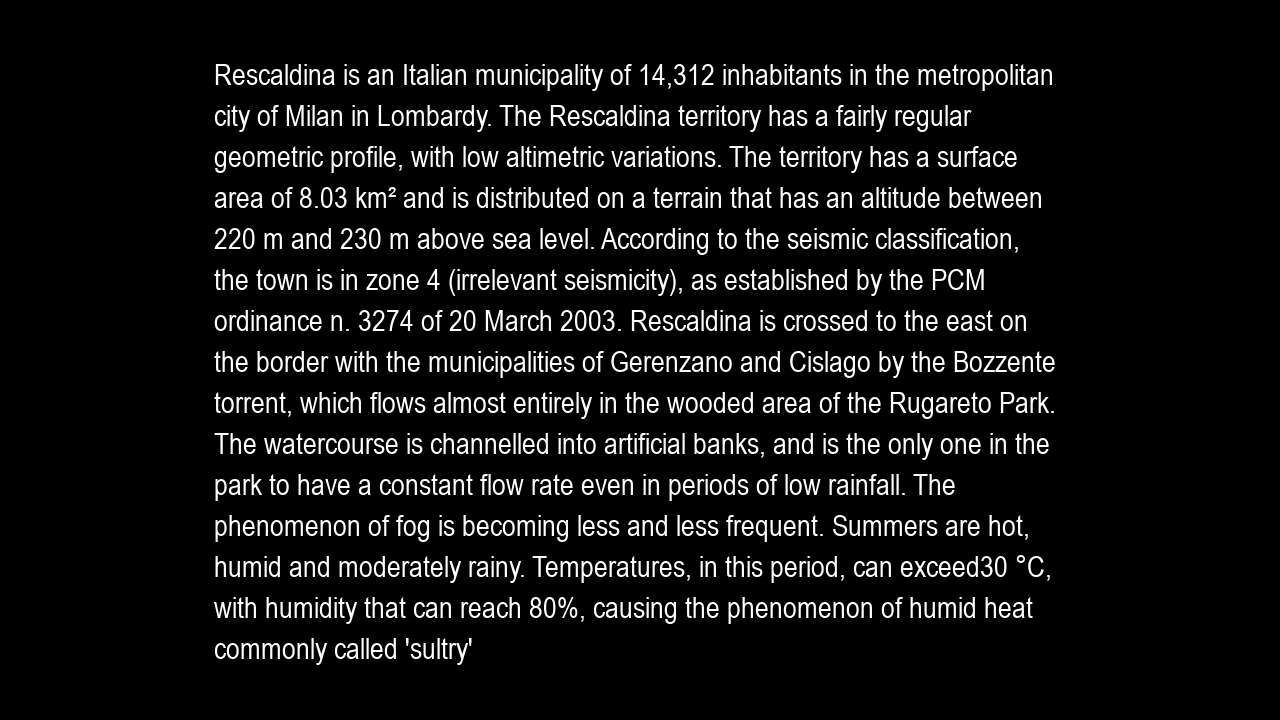 Rescaldina is an Italian municipality of 14,312 inhabitants in the metropolitan
city of Milan in Lombardy. The Rescaldina territory has a fairly regular
geometric profile, with low altimetric variations. The territory has a surface
area of 8.03 km² and is distributed on a terrain that has an altitude between
220 m and 230 m above sea level. According to the seismic classification,
the town is in zone 4 (irrelevant seismicity), as established by the PCM
ordinance n. 3274 of 20 March 2003. Rescaldina is crossed to the east on
the border with the municipalities of Gerenzano and Cislago by the Bozzente
torrent, which flows almost entirely in the wooded area of the Rugareto Park.
The watercourse is channelled into artificial banks, and is the only one in the
park to have a constant flow rate even in periods of low rainfall. The
phenomenon of fog is becoming less and less frequent. Summers are hot,
humid and moderately rainy. Temperatures, in this period, can exceed30 °C,
with humidity that can reach 80%, causing the phenomenon of humid heat
commonly called 'sultry'